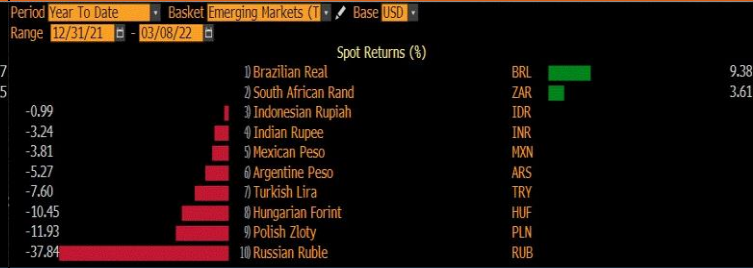 Period Year To Date Basket Emerging Markets (T Base USD
Range 12/31/21 - 03/08/22
Spot Returns (%)
7 1) Brazilian Real BRL 9.38
5 2) South African Rand ZAR 3.61
-0.99 3) Indonesian Rupiah IDR
-3.24 4) Indian Rupee INR
-3.81 5) Mexican Peso MXN
-5.27 6) Argentine Peso ARS
-7.60 7) Turkish Lira TRY
-10.45 8) Hungarian Forint HUF
-11.93 9) Polish Zloty PLN
-37.84 10) Russian Ruble RUB